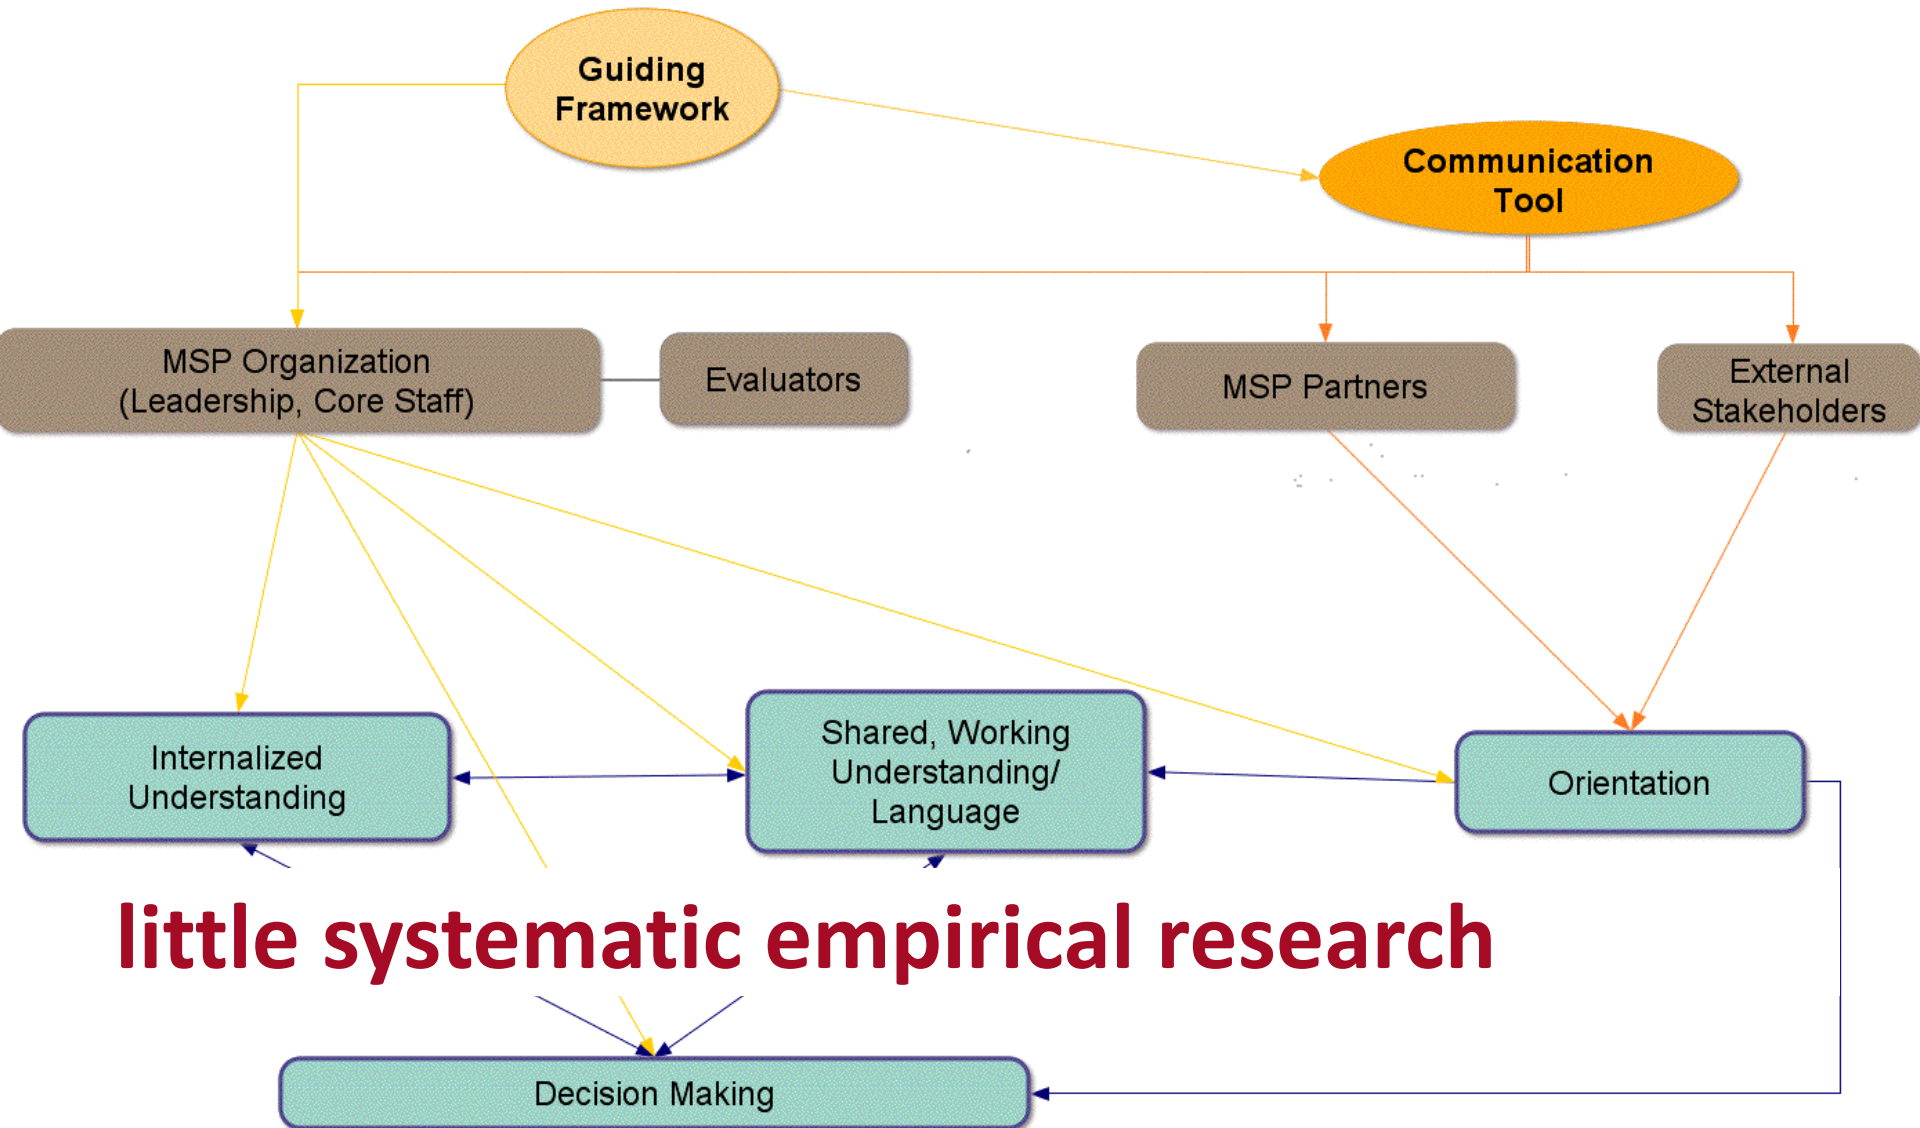 Guiding
Framework
Communication
Tool
MSP Organization
(Leadership, Core Staff)
Evaluators
MSP Partners
External
Stakeholders
Internalized
Understanding
Shared, Working
Understanding/
Language
Orientation
little systematic empirical research
Decision Making